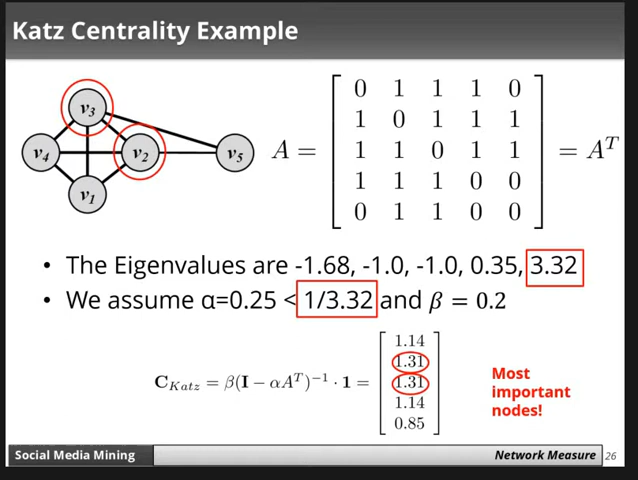 Katz Centrality Example
v3
v4 v2 v5
v1
A = [ 0 1 1 1 0
1 0 1 1 1
1 1 0 1 1
1 1 1 0 0
0 1 1 0 0 ] = A^T
• The Eigenvalues are -1.68, -1.0, -1.0, 0.35, 3.32
• We assume α=0.25 < 1/3.32 and β = 0.2
C_Katz = β(I − αA^T)^−1 · 1 = [ 1.14
1.31
1.31
1.14
0.85 ]
Most
important
nodes!
Social Media Mining
Network Measure 26